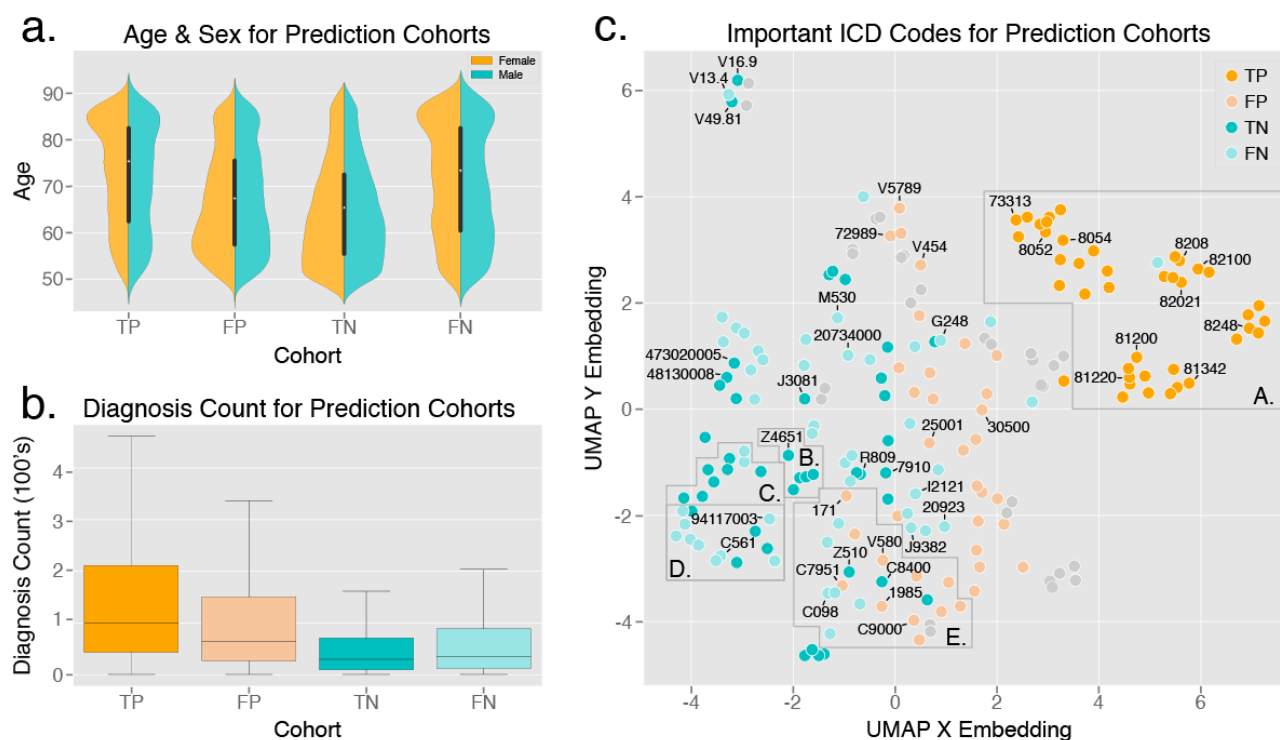 a.
Age & Sex for Prediction Cohorts
Female
Male
90
80
70
60
50
Age
TP
FP
TN
FN
Cohort
b.
Diagnosis Count for Prediction Cohorts
4
3
2
1
0
Diagnosis Count (100's)
TP
FP
TN
FN
Cohort
c.
Important ICD Codes for Prediction Cohorts
TP
FP
TN
FN
6
4
2
0
-2
-4
UMAP Y Embedding
V16.9
V13.4
V49.81
V5789
72989
V454
73313
8052
8054
8208
82100
82021
8248
81200
81220
81342
A.
M530
20734000
G248
473020005
48130008
J3081
25001
30500
Z4651
B.
C.
R809
7910
I2121
20923
171
94117003
C561
D.
J9382
V580
Z510
C7951
C8400
1985
C098
C9000
E.
-4
-2
0
2
4
6
UMAP X Embedding